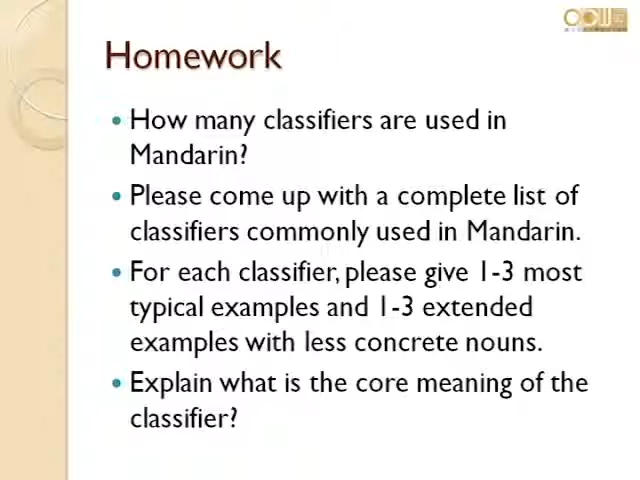 Homework
How many classifiers are used in
Mandarin?
Please come up with a complete list of
classifiers commonly used in Mandarin.
For each classifier, please give 1-3 most
typical examples and 1-3 extended
examples with less concrete nouns.
Explain what is the core meaning of the
classifier?